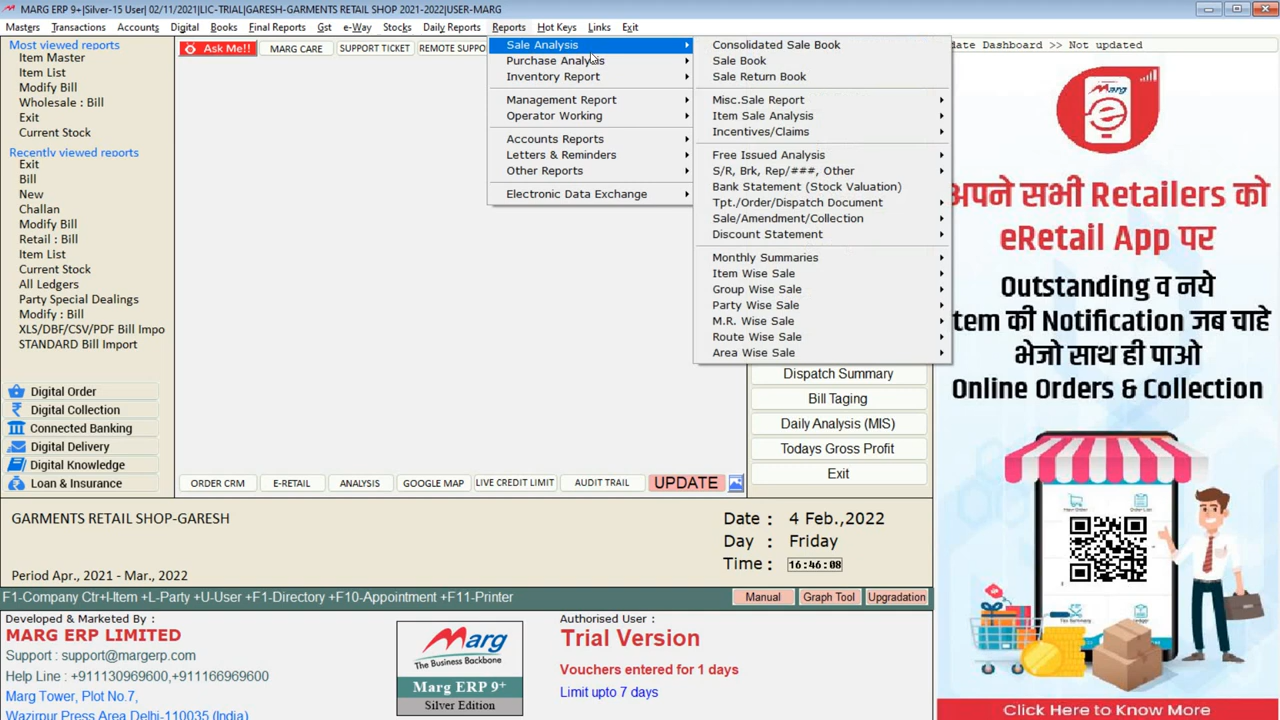 MARG ERP 9+|Silver-15 User| 02/11/2021|LIC-TRIAL|GARESH-GARMENTS RETAIL SHOP 2021-2022|USER-MARG
Masters Transactions Accounts Digital Books Final Reports Gst e-Way Stocks Daily Reports Reports Hot Keys Links Exit
Most viewed reports
Item Master
Item List
Modify Bill
Wholesale : Bill
Exit
Current Stock
Recently viewed reports
Exit
Bill
New
Challan
Modify Bill
Retail : Bill
Item List
Current Stock
All Ledgers
Party Special Dealings
Modify : Bill
XLS/DBF/CSV/PDF Bill Impo
STANDARD Bill Import
Digital Order
Digital Collection
Connected Banking
Digital Delivery
Digital Knowledge
Loan & Insurance
Ask Me!! MARG CARE SUPPORT TICKET REMOTE SUPPO
Sale Analysis
Purchase Analysis
Inventory Report
Management Report
Operator Working
Accounts Reports
Letters & Reminders
Other Reports
Electronic Data Exchange
Consolidated Sale Book
Sale Book
Sale Return Book
Misc.Sale Report
Item Sale Analysis
Incentives/Claims
Free Issued Analysis
S/R, Brk, Rep/###, Other
Bank Statement (Stock Valuation)
Tpt./Order/Dispatch Document
Sale/Amendment/Collection
Discount Statement
Monthly Summaries
Item Wise Sale
Group Wise Sale
Party Wise Sale
M.R. Wise Sale
Route Wise Sale
Area Wise Sale
date Dashboard >> Not updated
Dispatch Summary
Bill Taging
Daily Analysis (MIS)
Todays Gross Profit
Exit
ORDER CRM E-RETAIL ANALYSIS GOOGLE MAP LIVE CREDIT LIMIT AUDIT TRAIL UPDATE
Marg
अपने सभी Retailers को
eRetail App पर
Outstanding व नये
tem की Notification जब चाहे
भेजो साथ ही पाओ
Online Orders & Collection
Click Here to Know More
GARMENTS RETAIL SHOP-GARESH
Period Apr., 2021 - Mar., 2022
Date : 4 Feb.,2022
Day : Friday
Time : 16:46:08
F1-Company Ctr+I-Item +L-Party +U-User +F1-Directory +F10-Appointment +F11-Printer
Manual Graph Tool Upgradation
Developed & Marketed By :
MARG ERP LIMITED
Support : support@margerp.com
Help Line : +911130969600,+911166969600
Marg Tower, Plot No.7,
Wazirpur Press Area Delhi-110035 (India)
Marg
The Business Backbone
Marg ERP 9+
Silver Edition
Authorised User :
Trial Version
Vouchers entered for 1 days
Limit upto 7 days